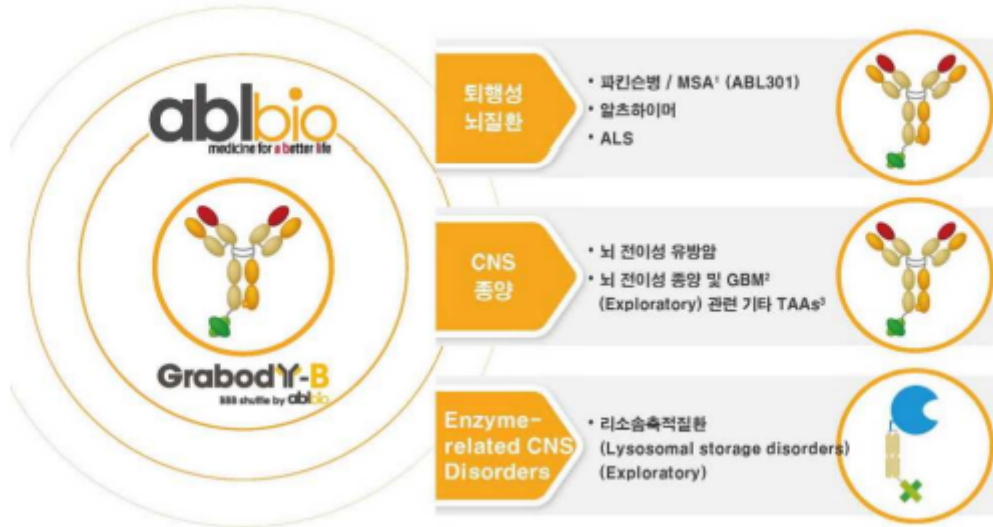 ablbio
medicine for a better life
GrabodY-B
BBB shuttle by ablbio
퇴행성
뇌질환
• 파킨슨병 / MSA¹ (ABL301)
• 알츠하이머
• ALS
CNS
종양
• 뇌 전이성 유방암
• 뇌 전이성 종양 및 GBM²
(Exploratory) 관련 기타 TAAs³
Enzyme-
related CNS
Disorders
• 리소솜축적질환
(Lysosomal storage disorders)
(Exploratory)